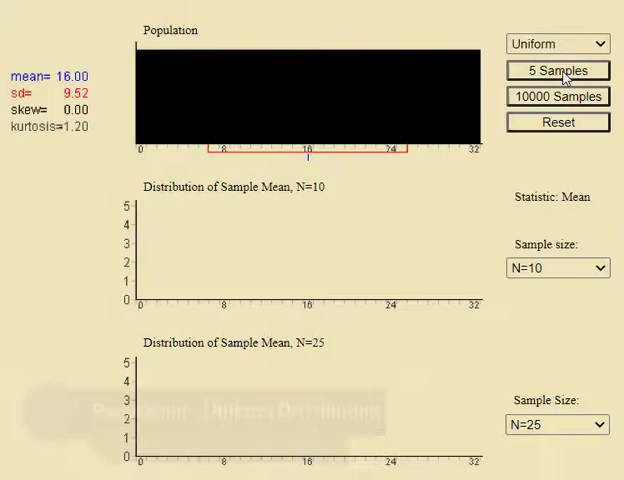 Population
Uniform
5 Samples
10000 Samples
Reset
mean= 16.00
sd= 9.52
skew= 0.00
kurtosis=1.20
0 8 16 24 32
Distribution of Sample Mean, N=10
5
4
3
2
1
0
0 8 16 24 32
Statistic: Mean
Sample size:
N=10
Distribution of Sample Mean, N=25
5
4
3
2
1
0
0 8 16 24 32
Sample Size:
N=25